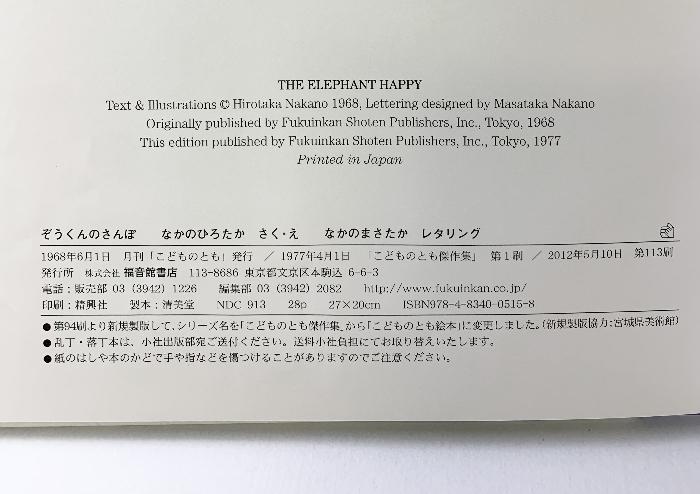 THE ELEPHANT HAPPY
Text & Illustrations © Hirotaka Nakano 1968, Lettering designed by Masataka Nakano
Originally published by Fukuinkan Shoten Publishers, Inc., Tokyo, 1968
This edition published by Fukuinkan Shoten Publishers, Inc., Tokyo, 1977
Printed in Japan
ぞうくんのさんぽ　なかのひろたか　さく・え　なかのまさたか　レタリング
1968年6月1日　月刊「こどものとも」発行　／　1977年4月1日　「こどものとも傑作集」　第1刷　／　2012年5月10日　第113刷
発行所　株式会社 福音館書店　113-8686 東京都文京区本駒込 6-6-3
電話：販売部 03 (3942) 1226　編集部 03 (3942) 2082　http://www.fukuinkan.co.jp/
印刷：精興社　製本：清美堂　NDC 913　28p　27×20cm　ISBN978-4-8340-0515-8
●第94刷より新規製版して、シリーズ名を「こどものとも傑作集」から「こどものとも絵本」に変更しました。（新規製版協力：宮城県美術館）
●乱丁・落丁本は、小社出版部宛ご送付ください。送料小社負担にてお取り替えいたします。
●紙のはしや本のかどで手や指などを傷つけることがありますのでご注意ください。